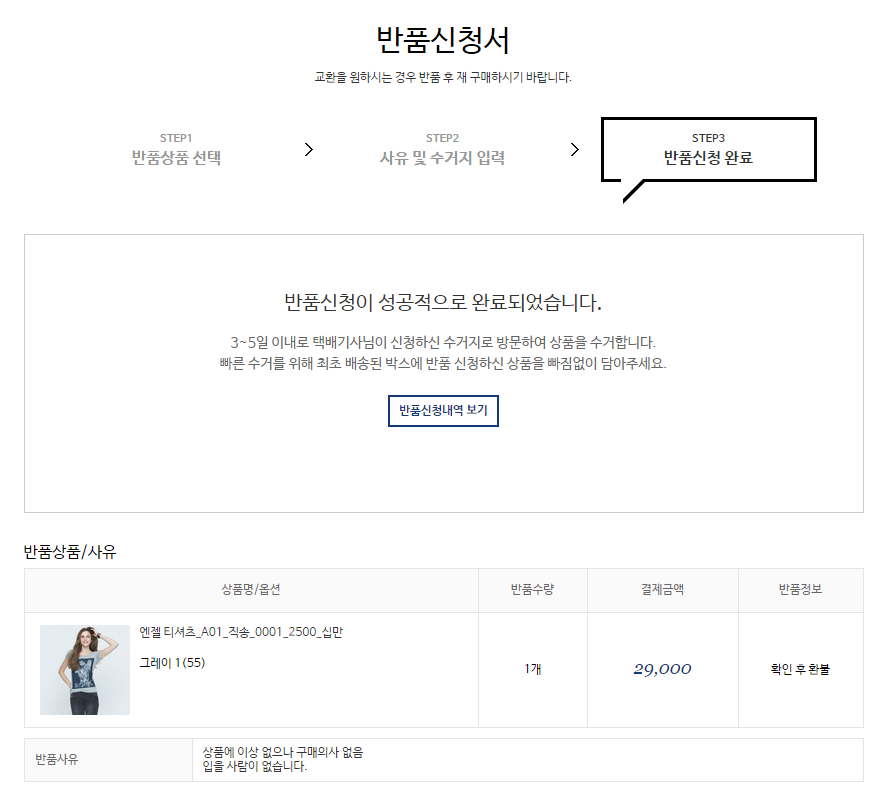 반품신청서
교환을 원하시는 경우 반품 후 재 구매하시기 바랍니다.
STEP1
반품상품 선택
STEP2
사유 및 수거지 입력
STEP3
반품신청 완료
반품신청이 성공적으로 완료되었습니다.
3~5일 이내로 택배기사님이 신청하신 수거지로 방문하여 상품을 수거합니다.
빠른 수거를 위해 최초 배송된 박스에 반품 신청하신 상품을 빠짐없이 담아주세요.
반품신청내역 보기
반품상품/사유
상품명/옵션 반품수량 결제금액 반품정보
엔젤 티셔츠_A01_직송_0001_2500_십만
그레이 1(55)
1개 29,000 확인 후 환불
반품사유
상품에 이상 없으나 구매의사 없음
입을 사람이 없습니다.